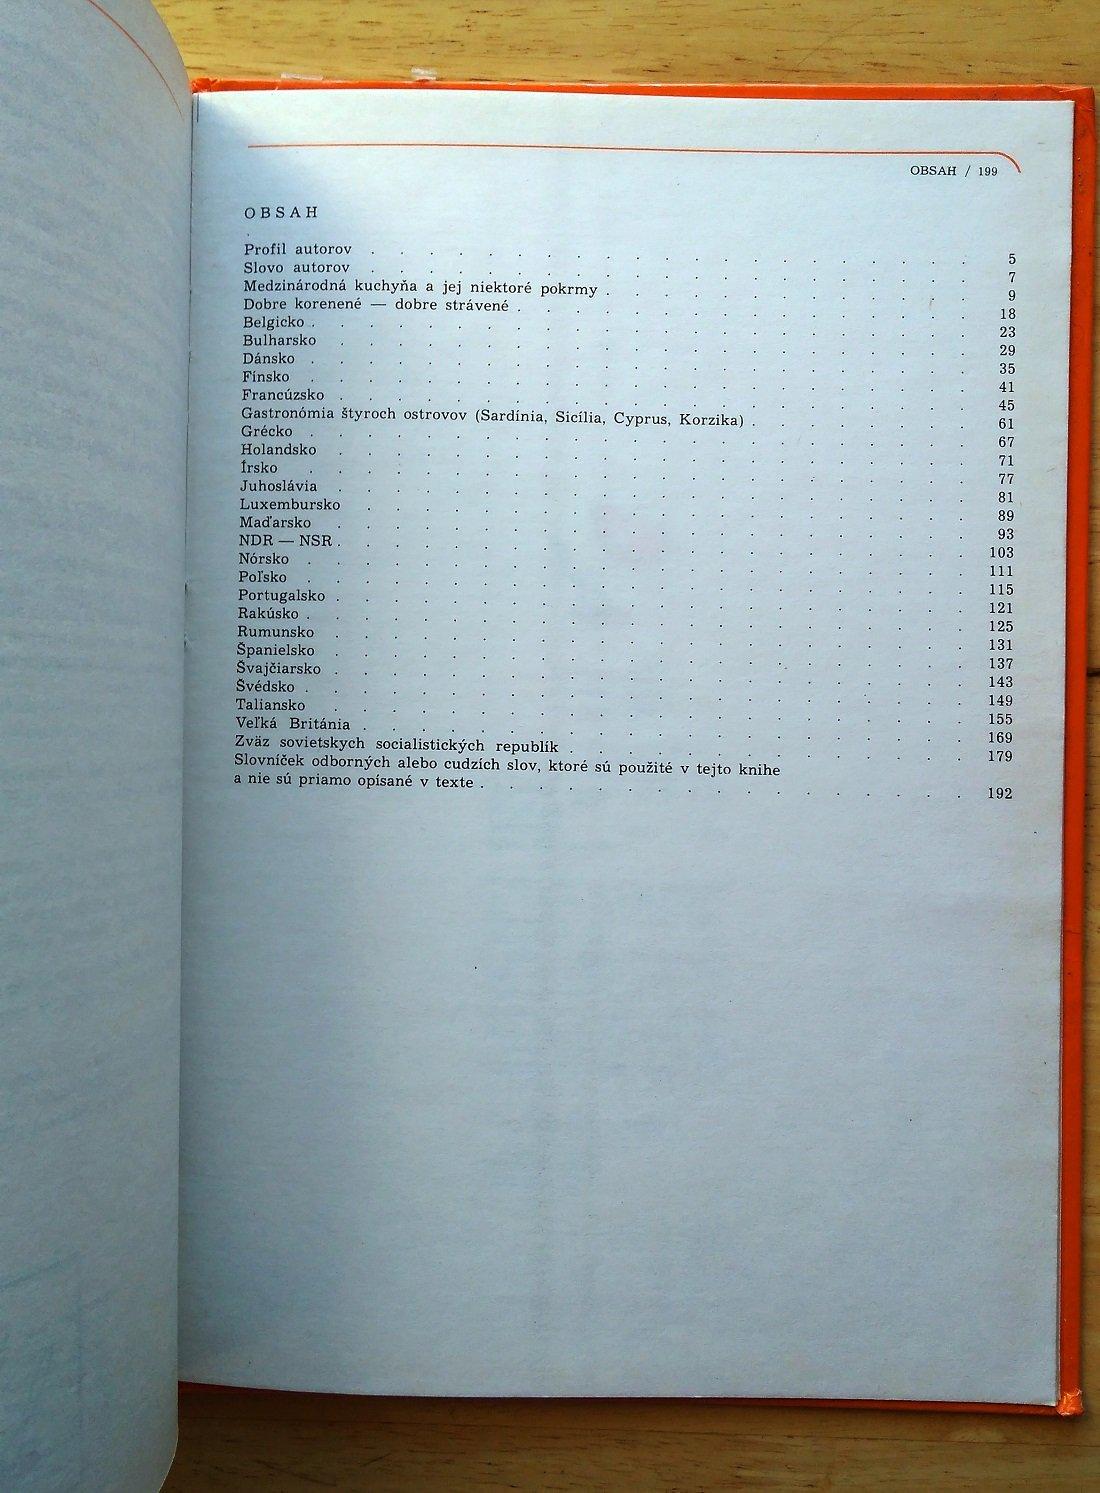 OBSAH / 199
OBSAH
Profil autorov . . . . . . . . . . . . . . . . . . . . . 5
Slovo autorov . . . . . . . . . . . . . . . . . . . . . 7
Medzinárodná kuchyňa a jej niektoré pokrmy . . . . . . . . . . . . . 9
Dobre korenené — dobre strávené . . . . . . . . . . . . . . . . 18
Belgicko . . . . . . . . . . . . . . . . . . . . . . . 23
Bulharsko . . . . . . . . . . . . . . . . . . . . . . 29
Dánsko . . . . . . . . . . . . . . . . . . . . . . . 35
Fínsko . . . . . . . . . . . . . . . . . . . . . . . 41
Francúzsko . . . . . . . . . . . . . . . . . . . . . . 45
Gastronómia štyroch ostrovov (Sardínia, Sicília, Cyprus, Korzika) . . . . . . . . 61
Grécko . . . . . . . . . . . . . . . . . . . . . . . 67
Holandsko . . . . . . . . . . . . . . . . . . . . . . 71
Írsko . . . . . . . . . . . . . . . . . . . . . . . 77
Juhoslávia . . . . . . . . . . . . . . . . . . . . . . 81
Luxembursko . . . . . . . . . . . . . . . . . . . . . 89
Maďarsko . . . . . . . . . . . . . . . . . . . . . . 93
NDR — NSR . . . . . . . . . . . . . . . . . . . . . . 103
Nórsko . . . . . . . . . . . . . . . . . . . . . . . 111
Poľsko . . . . . . . . . . . . . . . . . . . . . . . 115
Portugalsko . . . . . . . . . . . . . . . . . . . . . . 121
Rakúsko . . . . . . . . . . . . . . . . . . . . . . . 125
Rumunsko . . . . . . . . . . . . . . . . . . . . . . 131
Španielsko . . . . . . . . . . . . . . . . . . . . . . 137
Švajčiarsko . . . . . . . . . . . . . . . . . . . . . . 143
Švédsko . . . . . . . . . . . . . . . . . . . . . . . 149
Taliansko . . . . . . . . . . . . . . . . . . . . . . 155
Veľká Británia . . . . . . . . . . . . . . . . . . . . . 169
Zväz sovietskych socialistických republík . . . . . . . . . . . . . . 179
Slovníček odborných alebo cudzích slov, ktoré sú použité v tejto knihe
a nie sú priamo opísané v texte . . . . . . . . . . . . . . . . . 192